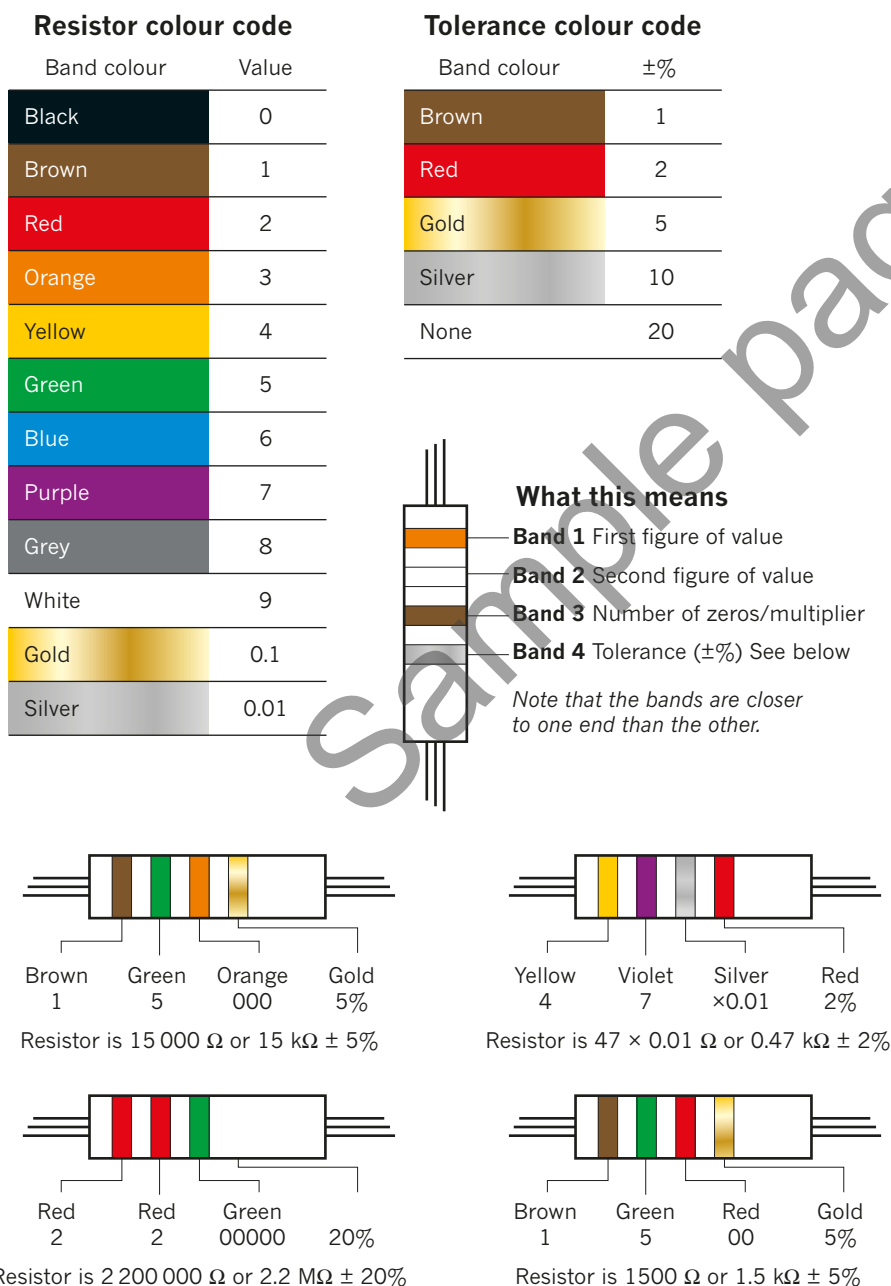 Resistor colour code
Band colour Value
Black 0
Brown 1
Red 2
Orange 3
Yellow 4
Green 5
Blue 6
Purple 7
Grey 8
White 9
Gold 0.1
Silver 0.01
Tolerance colour code
Band colour ±%
Brown 1
Red 2
Gold 5
Silver 10
None 20
What this means
Band 1 First figure of value
Band 2 Second figure of value
Band 3 Number of zeros/multiplier
Band 4 Tolerance (±%) See below
Note that the bands are closer
to one end than the other.
Brown Green Orange Gold
1 5 000 5%
Resistor is 15 000 Ω or 15 kΩ ± 5%
Yellow Violet Silver Red
4 7 ×0.01 2%
Resistor is 47 × 0.01 Ω or 0.47 kΩ ± 2%
Red Red Green
2 2 00000 20%
Resistor is 2 200 000 Ω or 2.2 MΩ ± 20%
Brown Green Red Gold
1 5 00 5%
Resistor is 1500 Ω or 1.5 kΩ ± 5%
Sample pag